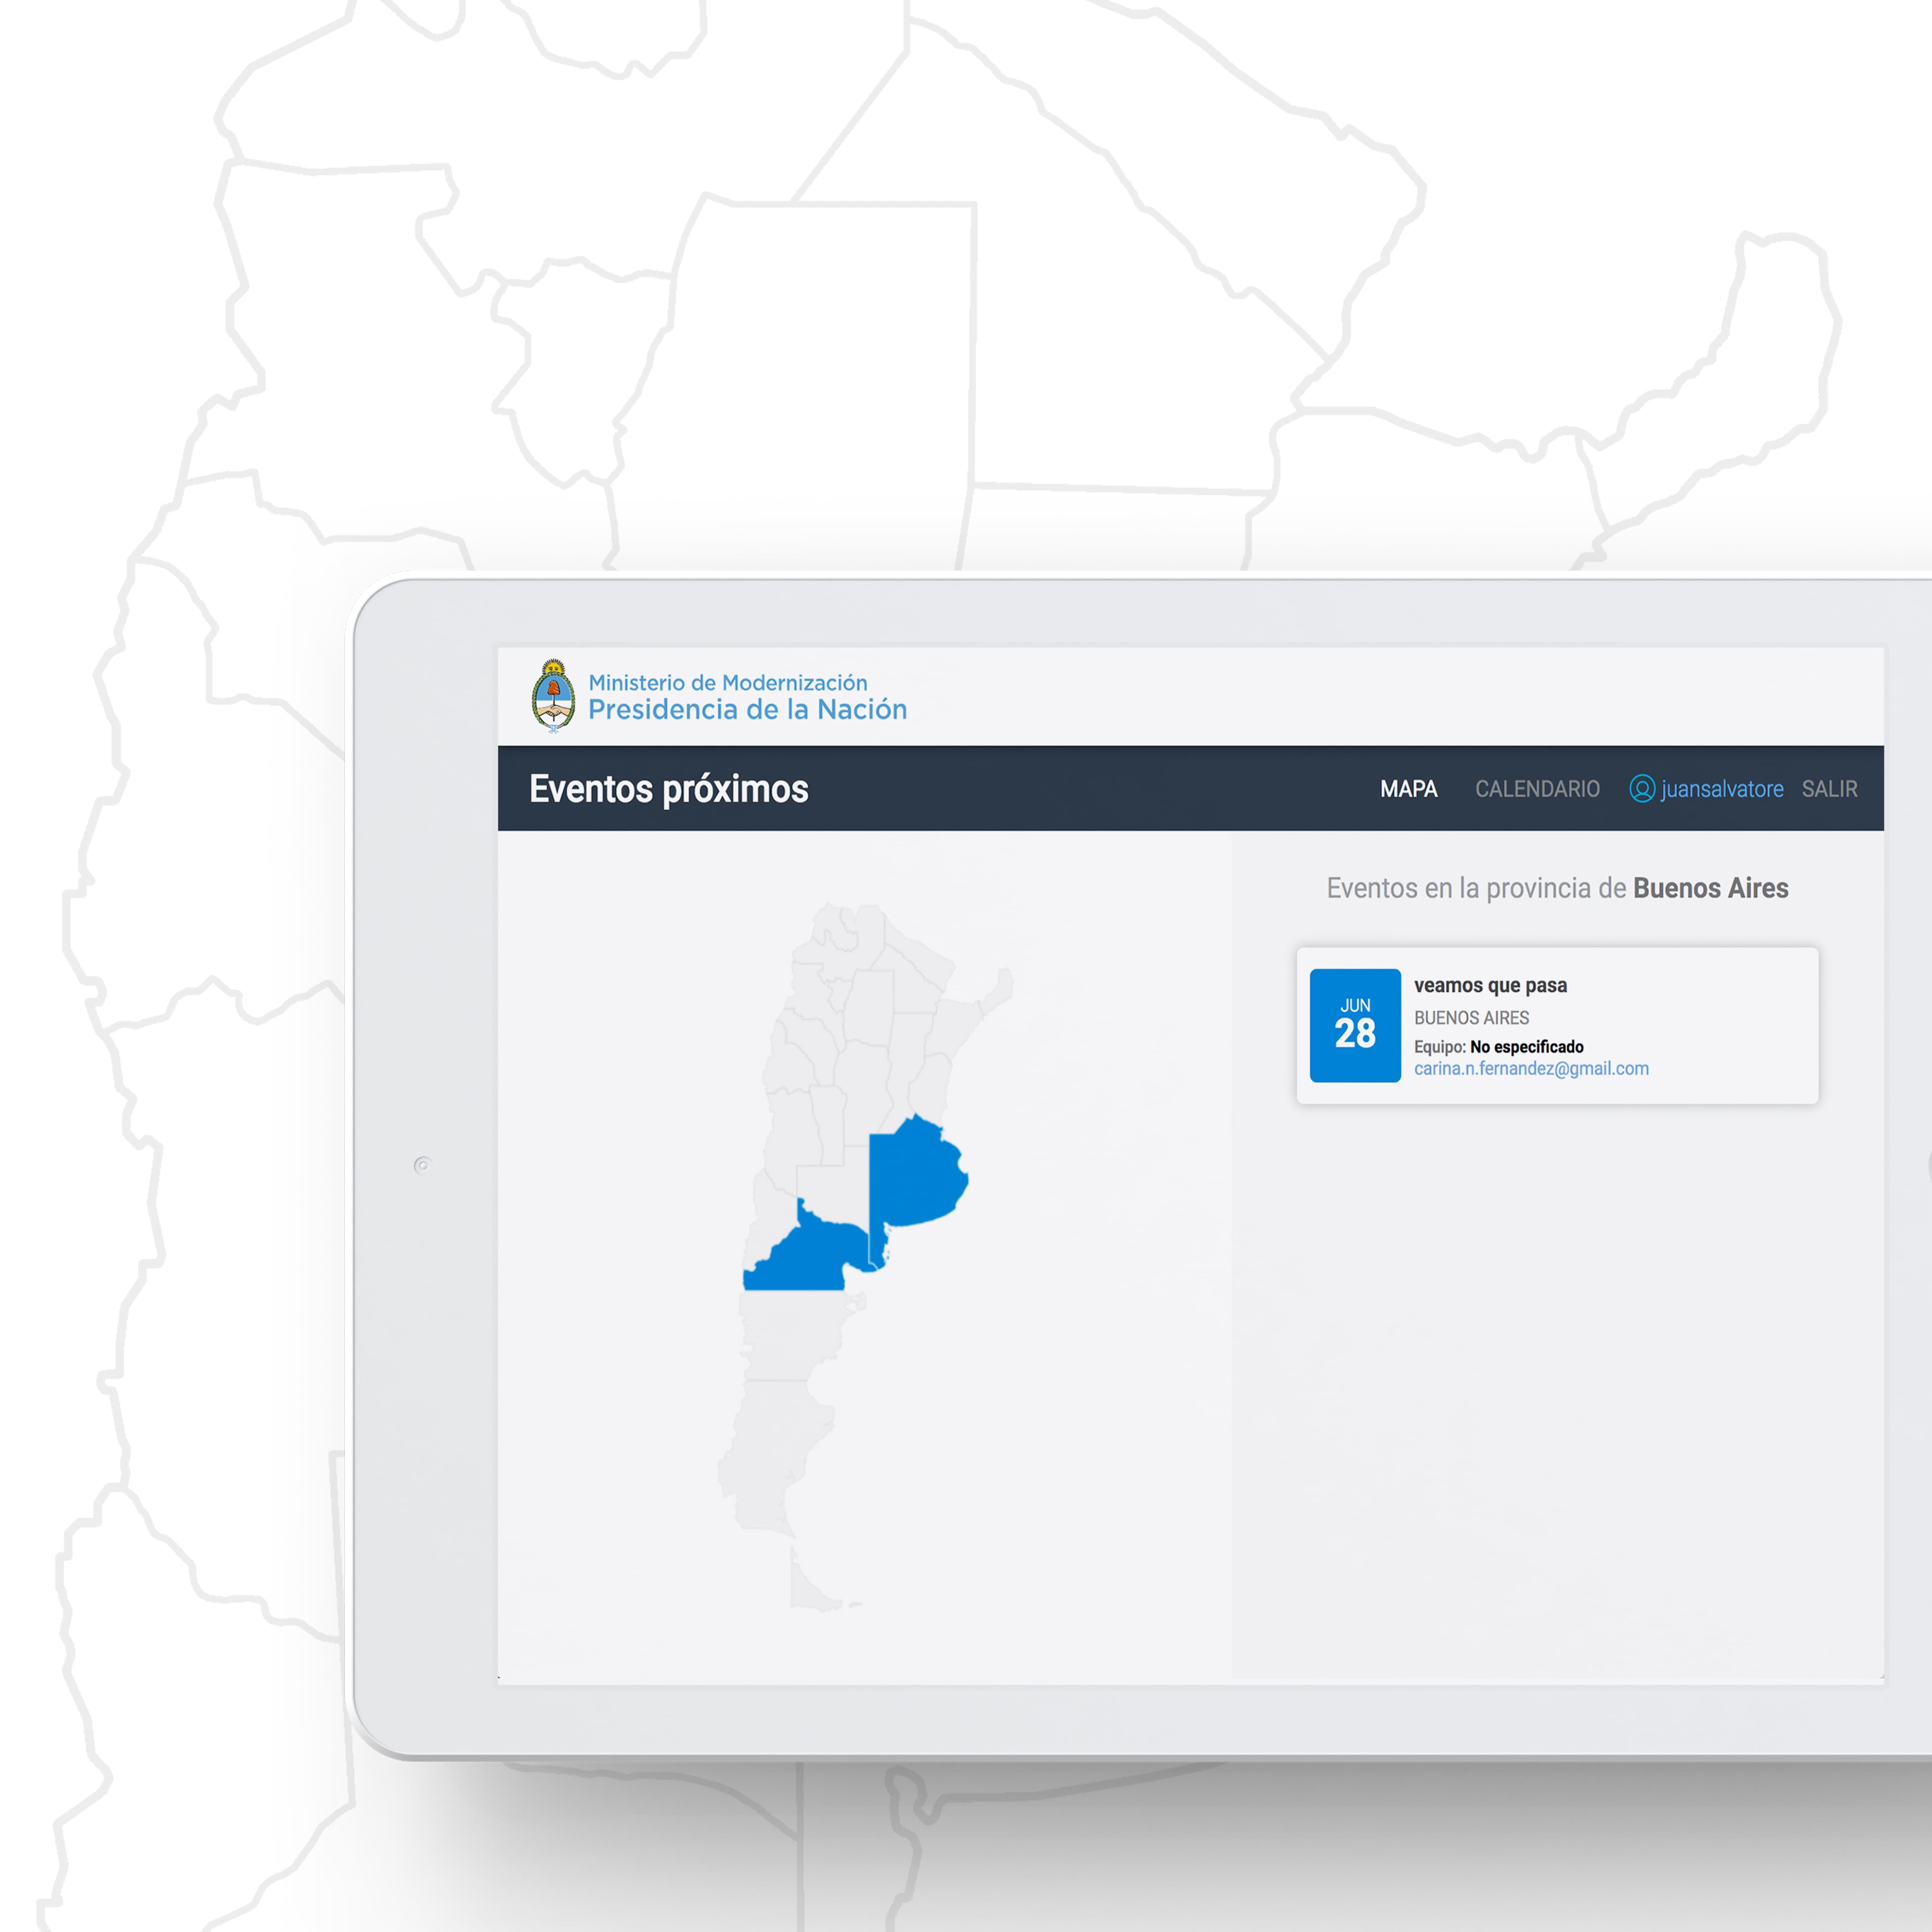 Ministerio de Modernización
Presidencia de la Nación
Eventos próximos
MAPA CALENDARIO juansalvatore SALIR
Eventos en la provincia de Buenos Aires
JUN
28
veamos que pasa
BUENOS AIRES
Equipo: No especificado
carina.n.fernandez@gmail.com